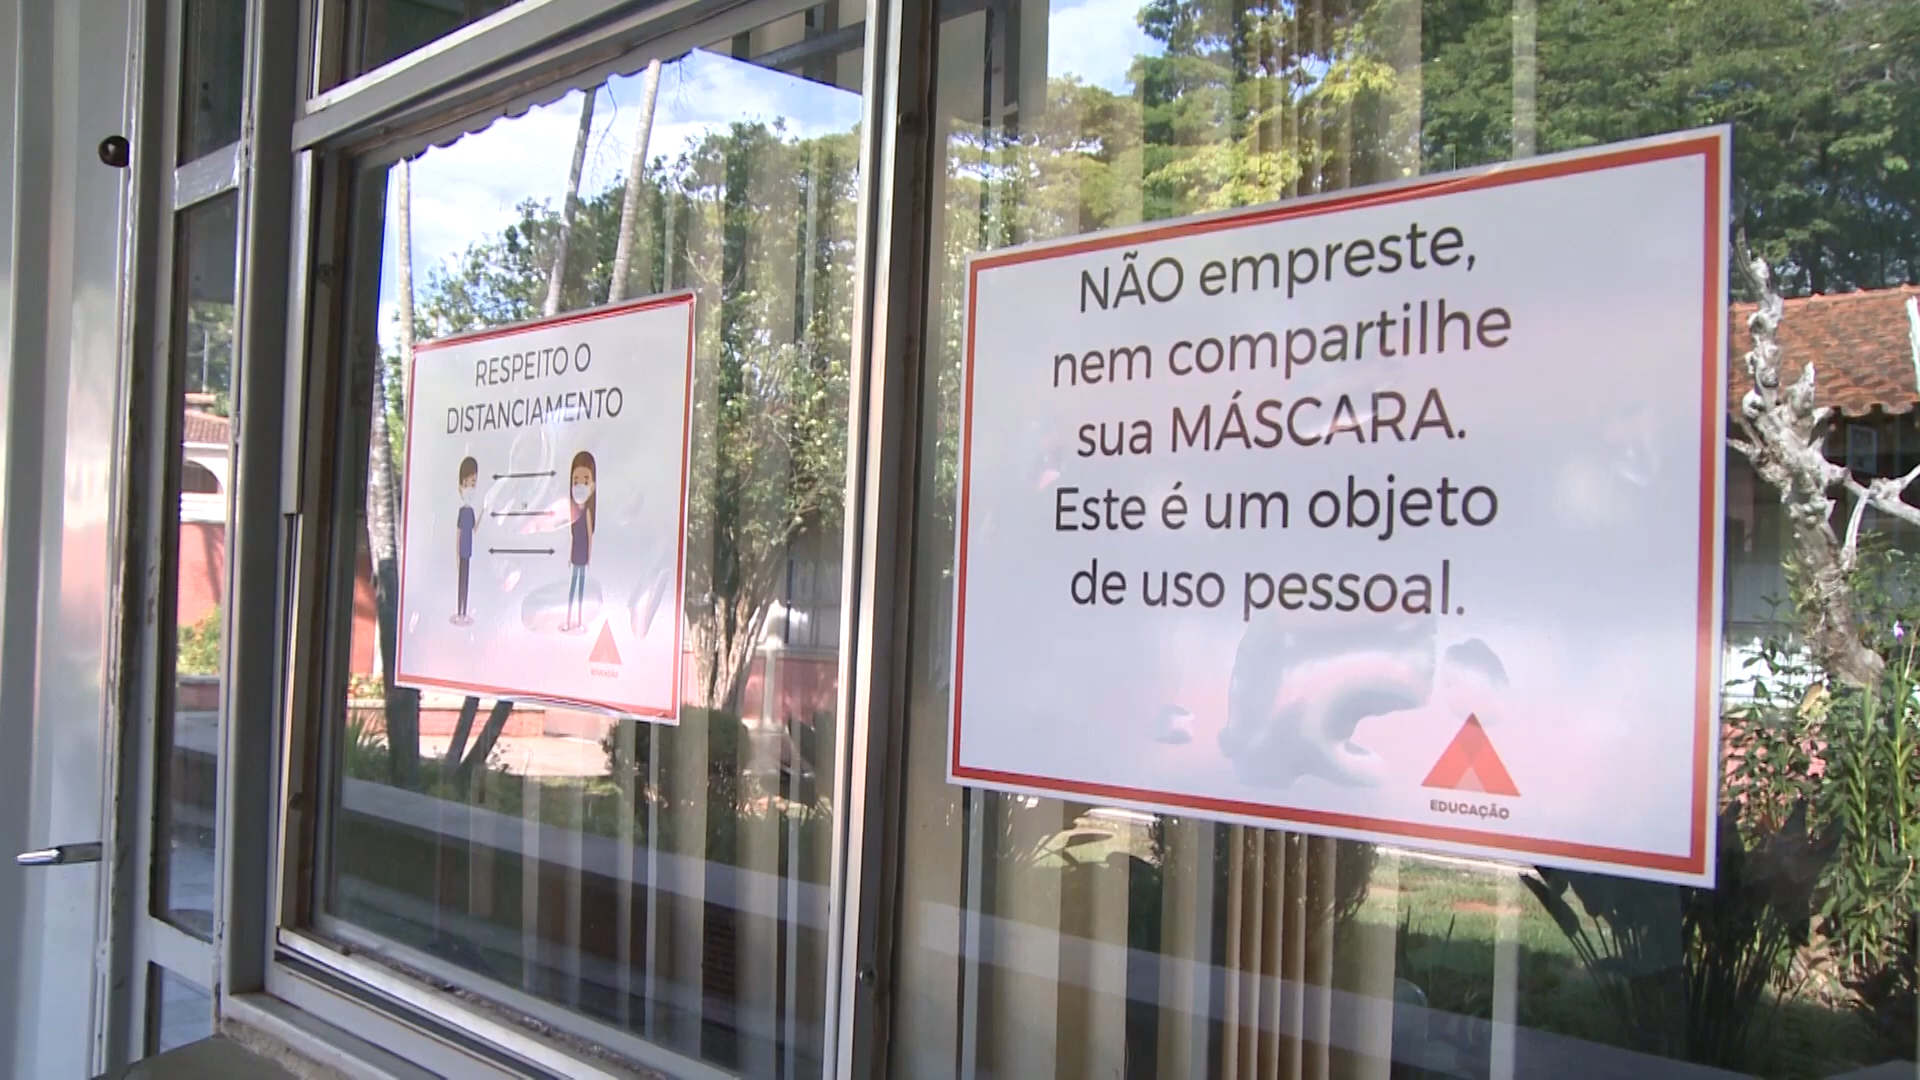 RESPEITO O
DISTANCIAMENTO
EDUCAÇÃO
NÃO empreste,
nem compartilhe
sua MÁSCARA.
Este é um objeto
de uso pessoal.
EDUCAÇÃO